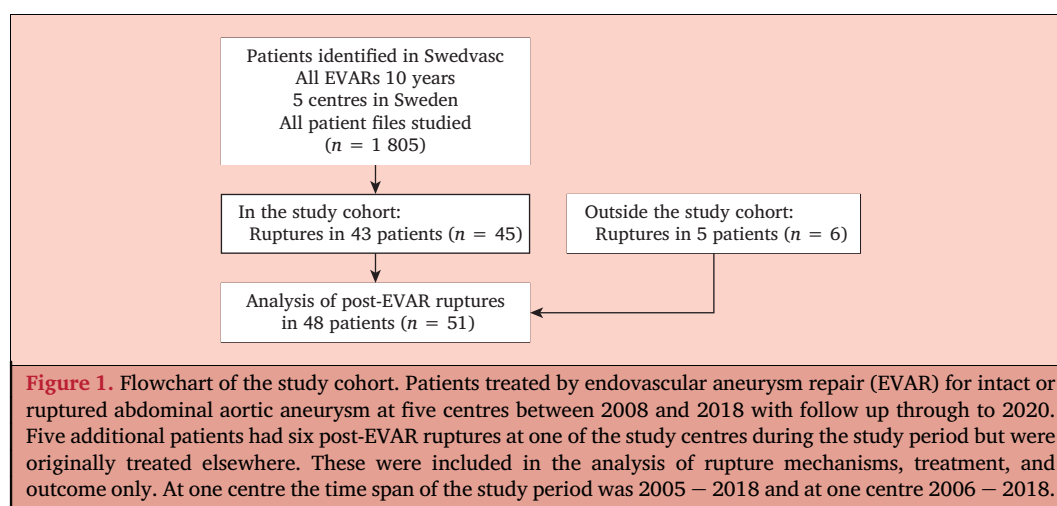 Patients identified in Swedvasc
All EVARs 10 years
5 centres in Sweden
All patient files studied
(n = 1 805)
In the study cohort:
Ruptures in 43 patients (n = 45)
Outside the study cohort:
Ruptures in 5 patients (n = 6)
Analysis of post-EVAR ruptures
in 48 patients (n = 51)
Figure 1. Flowchart of the study cohort. Patients treated by endovascular aneurysm repair (EVAR) for intact or
ruptured abdominal aortic aneurysm at five centres between 2008 and 2018 with follow up through to 2020.
Five additional patients had six post-EVAR ruptures at one of the study centres during the study period but were
originally treated elsewhere. These were included in the analysis of rupture mechanisms, treatment, and
outcome only. At one centre the time span of the study period was 2005 – 2018 and at one centre 2006 – 2018.